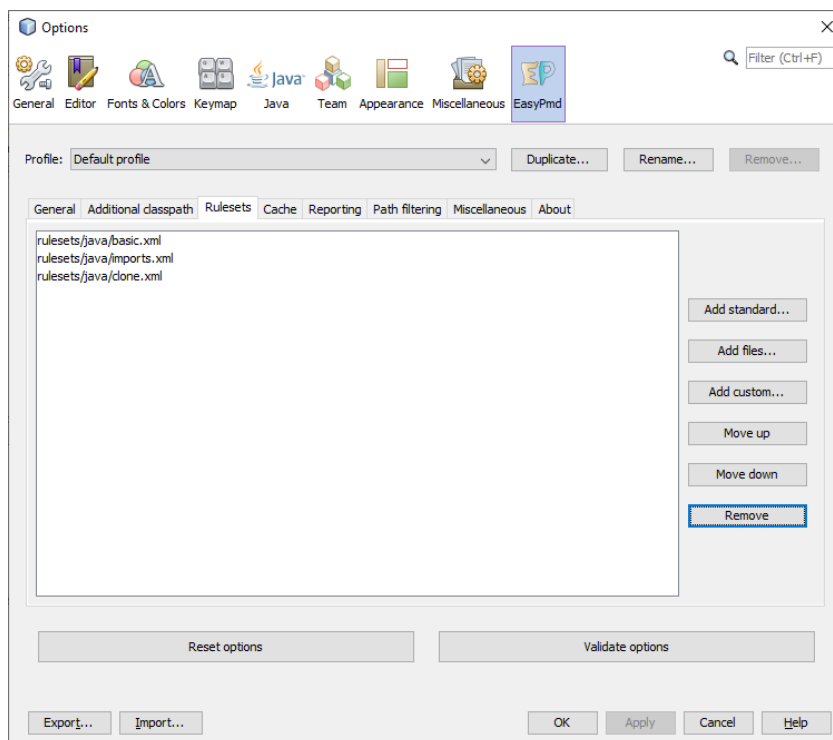 Options
Filter (Ctrl+F)
General Editor Fonts & Colors Keymap Java Team Appearance Miscellaneous EasyPmd
Profile: Default profile Duplicate... Rename... Remove...
General Additional classpath Rulesets Cache Reporting Path filtering Miscellaneous About
rulesets/java/basic.xml
rulesets/java/imports.xml
rulesets/java/clone.xml
Add standard...
Add files...
Add custom...
Move up
Move down
Remove
Reset options Validate options
Export... Import... OK Apply Cancel Help